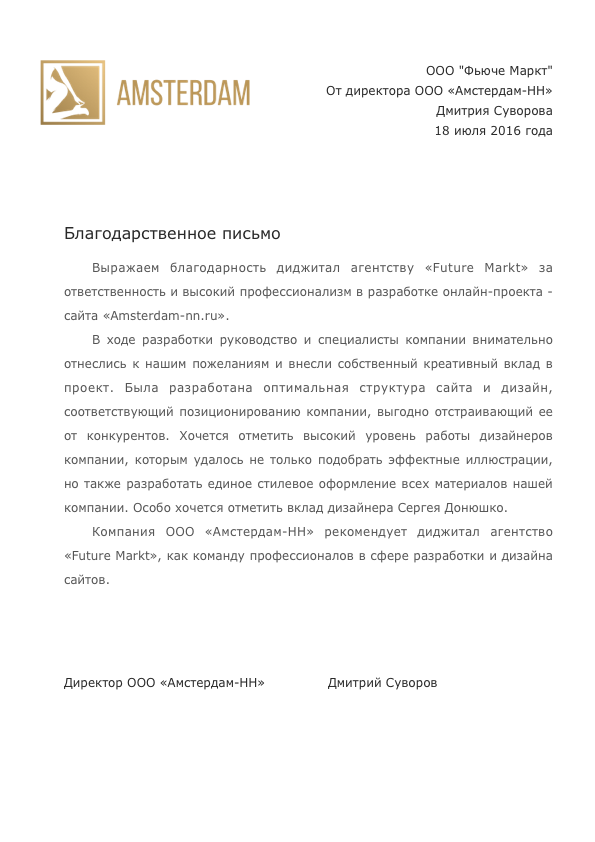 AMSTERDAM
ООО "Фьюче Маркт"
От директора ООО «Амстердам-НН»
Дмитрия Суворова
18 июля 2016 года
Благодарственное письмо
Выражаем благодарность диджитал агентству «Future Markt» за
ответственность и высокий профессионализм в разработке онлайн-проекта -
сайта «Amsterdam-nn.ru».
В ходе разработки руководство и специалисты компании внимательно
отнеслись к нашим пожеланиям и внесли собственный креативный вклад в
проект. Была разработана оптимальная структура сайта и дизайн,
соответствующий позиционированию компании, выгодно отстраивающий ее
от конкурентов. Хочется отметить высокий уровень работы дизайнеров
компании, которым удалось не только подобрать эффектные иллюстрации,
но также разработать единое стилевое оформление всех материалов нашей
компании. Особо хочется отметить вклад дизайнера Сергея Донюшко.
Компания ООО «Амстердам-НН» рекомендует диджитал агентство
«Future Markt», как команду профессионалов в сфере разработки и дизайна
сайтов.
Директор ООО «Амстердам-НН» Дмитрий Суворов